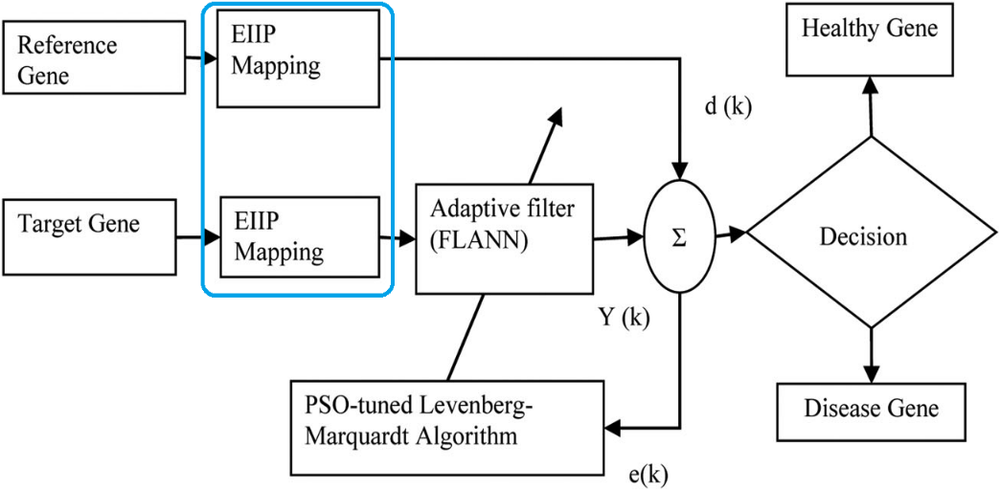 Reference
Gene
EIIP
Mapping
d (k)
Healthy Gene
Target Gene
EIIP
Mapping
Adaptive filter
(FLANN)
Σ
Decision
Y (k)
PSO-tuned Levenberg-
Marquardt Algorithm
e(k)
Disease Gene